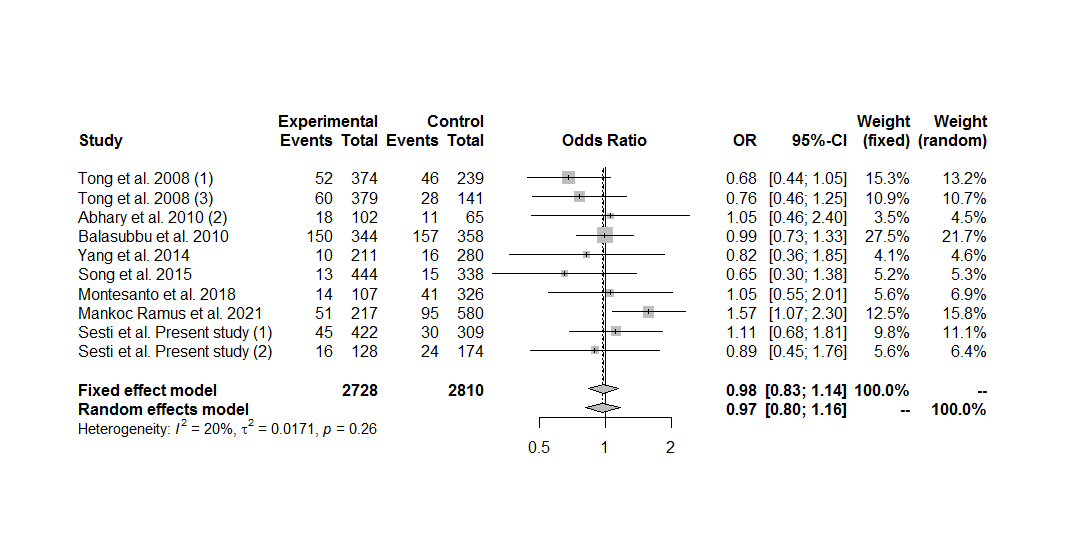 Experimental Control Weight Weight
Study Events Total Events Total Odds Ratio OR 95%-CI (fixed) (random)
Tong et al. 2008 (1) 52 374 46 239 0.68 [0.44; 1.05] 15.3% 13.2%
Tong et al. 2008 (3) 60 379 28 141 0.76 [0.46; 1.25] 10.9% 10.7%
Abhary et al. 2010 (2) 18 102 11 65 1.05 [0.46; 2.40] 3.5% 4.5%
Balasubbu et al. 2010 150 344 157 358 0.99 [0.73; 1.33] 27.5% 21.7%
Yang et al. 2014 10 211 16 280 0.82 [0.36; 1.85] 4.1% 4.6%
Song et al. 2015 13 444 15 338 0.65 [0.30; 1.38] 5.2% 5.3%
Montesanto et al. 2018 14 107 41 326 1.05 [0.55; 2.01] 5.6% 6.9%
Mankoc Ramus et al. 2021 51 217 95 580 1.57 [1.07; 2.30] 12.5% 15.8%
Sesti et al. Present study (1) 45 422 30 309 1.11 [0.68; 1.81] 9.8% 11.1%
Sesti et al. Present study (2) 16 128 24 174 0.89 [0.45; 1.76] 5.6% 6.4%
Fixed effect model 2728 2810 0.98 [0.83; 1.14] 100.0% --
Random effects model 0.97 [0.80; 1.16] -- 100.0%
Heterogeneity: I² = 20%, τ² = 0.0171, p = 0.26
0.5 1 2